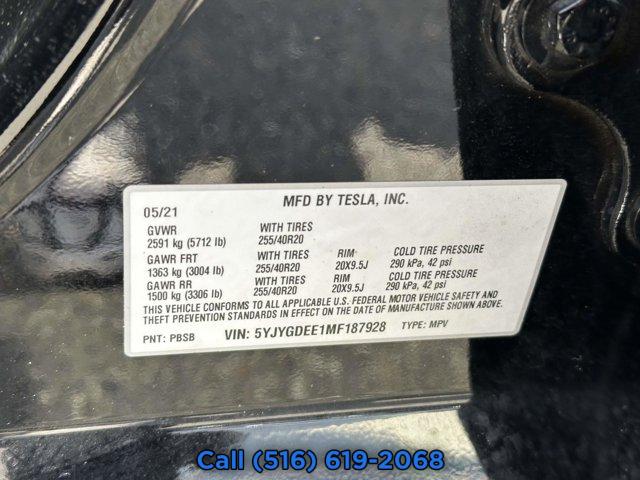 MFD BY TESLA, INC.
05/21
GVWR WITH TIRES
2591 kg (5712 lb) 255/40R20
GAWR FRT WITH TIRES RIM COLD TIRE PRESSURE
1363 kg (3004 lb) 255/40R20 20X9.5J 290 kPa, 42 psi
GAWR RR WITH TIRES RIM COLD TIRE PRESSURE
1500 kg (3306 lb) 255/40R20 20X9.5J 290 kPa, 42 psi
THIS VEHICLE CONFORMS TO ALL APPLICABLE U.S. FEDERAL MOTOR VEHICLE SAFETY AND
THEFT PREVENTION STANDARDS IN EFFECT ON THE DATE OF MANUFACTURE SHOWN ABOVE.
PNT: PBSB VIN: 5YJYGDEE1MF187928 TYPE: MPV
Call (516) 619-2068